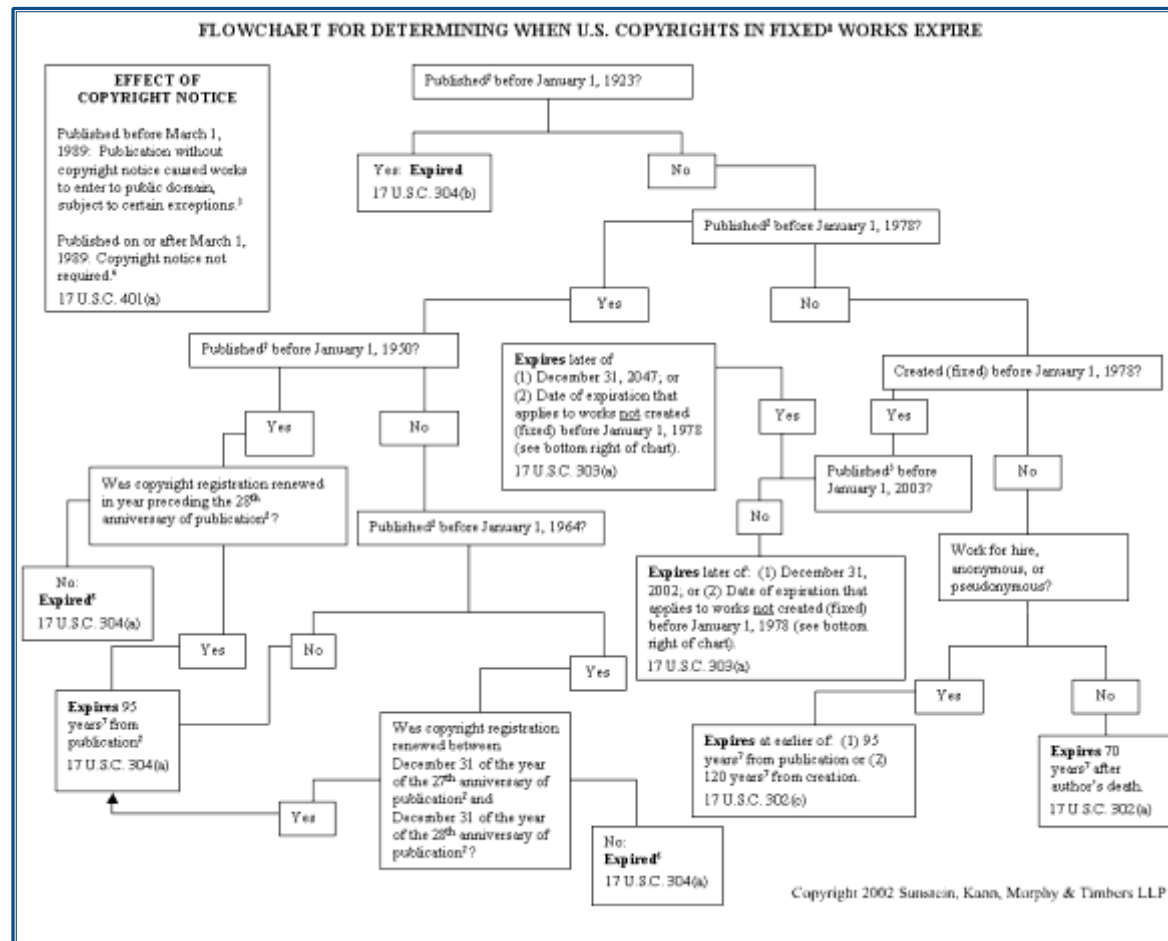 FLOWCHART FOR DETERMINING WHEN U.S. COPYRIGHTS IN FIXED¹ WORKS EXPIRE
EFFECT OF
COPYRIGHT NOTICE
Published before March 1,
1989: Publication without
copyright notice caused works
to enter to public domain,
subject to certain exceptions.³
Published on or after March 1,
1989: Copyright notice not
required.⁴
17 U.S.C. 401(a)
Published² before January 1, 1923?
Yes: Expired
17 U.S.C. 304(b)
No
Published² before January 1, 1978?
Yes
No
Published² before January 1, 1950?
Expires later of
(1) December 31, 2047; or
(2) Date of expiration that
applies to works not created
(fixed) before January 1, 1978
(see bottom right of chart).
17 U.S.C. 303(a)
Created (fixed) before January 1, 1978?
Yes
No
Yes
Yes
No
Was copyright registration renewed
in year preceding the 28th
anniversary of publication²?
Published² before January 1, 1964?
Published⁵ before
January 1, 2003?
No
No:
Expired⁶
17 U.S.C. 304(a)
Expires later of: (1) December 31,
2002; or (2) Date of expiration that
applies to works not created (fixed)
before January 1, 1978 (see bottom
right of chart).
17 U.S.C. 303(a)
Work for hire,
anonymous, or
pseudonymous?
Yes
No
Yes
Yes
No
Expires 95
years⁷ from
publication²
17 U.S.C. 304(a)
Was copyright registration
renewed between
December 31 of the year
of the 27th anniversary of
publication² and
December 31 of the year
of the 28th anniversary of
publication²?
Expires at earlier of: (1) 95
years⁷ from publication or (2)
120 years⁷ from creation.
17 U.S.C. 302(c)
Expires 70
years⁷ after
author's death.
17 U.S.C. 302(a)
Yes
No:
Expired⁶
17 U.S.C. 304(a)
Copyright 2002 Sunstein, Kann, Murphy & Timbers LLP